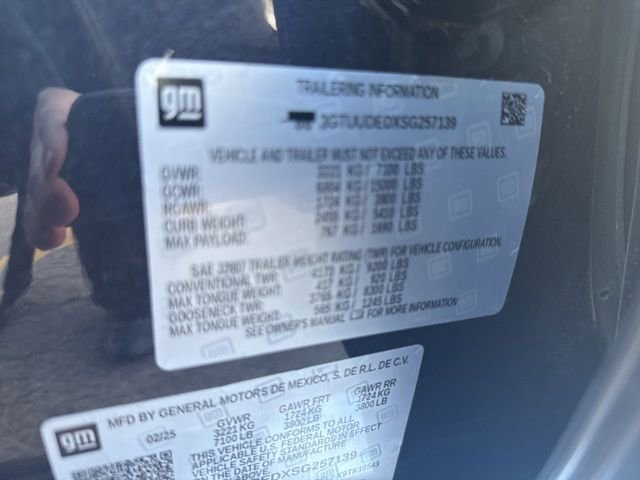 gm
TRAILERING INFORMATION
3GTUUDEDXSG257139
VEHICLE AND TRAILER MUST NOT EXCEED ANY OF THESE VALUES.
GVWR: 3221 KG / 7100 LBS
GCWR: 6804 KG / 15000 LBS
RGAWR: 1724 KG / 3800 LBS
CURB WEIGHT: KG / 5410 LBS
MAX PAYLOAD: 767 KG / 1690 LBS
SAE J2807 TRAILER WEIGHT RATING (TWR) FOR VEHICLE CONFIGURATION.
CONVENTIONAL TWR: 4173 KG / 9200 LBS
MAX TONGUE WEIGHT: 417 KG / 920 LBS
GOOSENECK TWR: 3765 KG / 8300 LBS
MAX TONGUE WEIGHT: 565 KG / 1245 LBS
SEE OWNER'S MANUAL FOR MORE INFORMATION
gm
MFD BY GENERAL MOTORS DE MEXICO, S. DE R.L. DE C.V.
02/25
GVWR GAWR FRT GAWR RR
3221 KG 1724 KG 1724 KG
7100 LB 3800 LB 3800 LB
THIS VEHICLE CONFORMS TO ALL
APPLICABLE U.S. FEDERAL MOTOR
VEHICLE SAFETY
THE DATE OF MANUFACTURE
ABOVE.
EDXSG257139